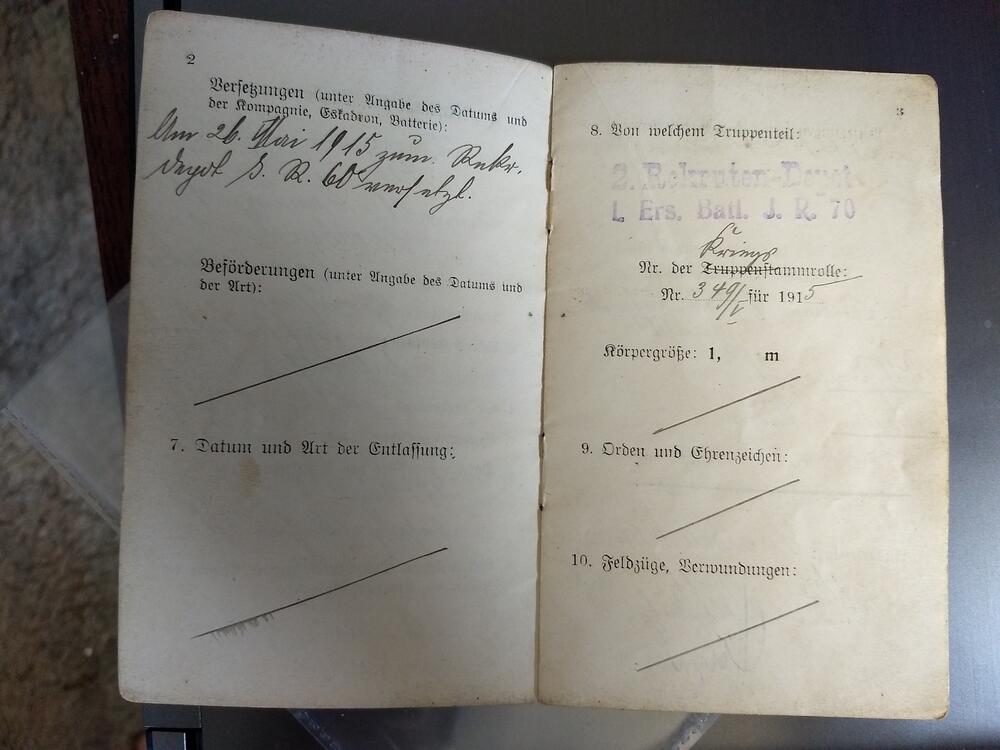 2
Versetzungen (unter Angabe des Datums und
der Kompagnie, Eskadron, Batterie):
Am 26. Mai 1915 zum Rekr.
Depot J. R. 60 versetzt.
Beförderungen (unter Angabe des Datums und
der Art):
7. Datum und Art der Entlassung:
3
8. Von welchem Truppenteil:
2. Rekruten-Depot
I. Ers. Batl. J. R. 70
Kriegs
Nr. der Truppenstammrolle:
Nr. 349/I für 1915
Körpergröße: 1, m
9. Orden und Ehrenzeichen:
10. Feldzüge, Verwundungen: